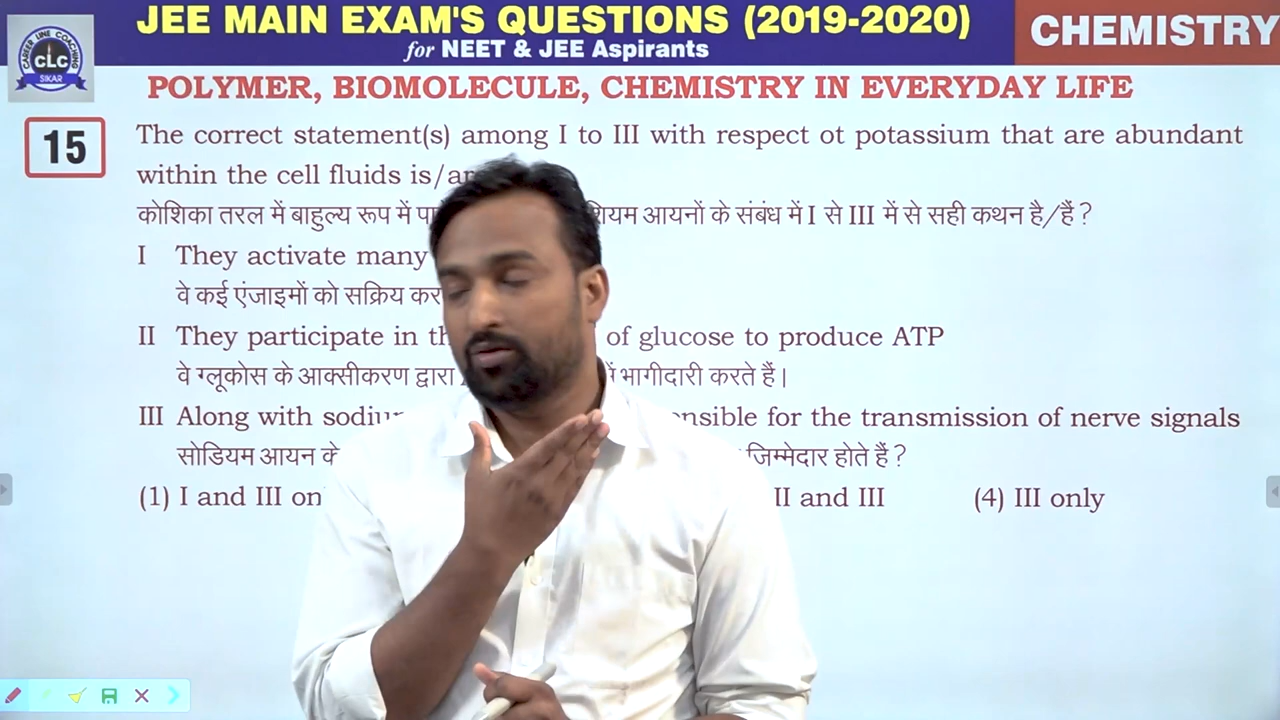 JEE MAIN EXAM'S QUESTIONS (2019-2020)
for NEET & JEE Aspirants
CHEMISTRY
CAREER LINE COACHING
CLC
SIKAR
POLYMER, BIOMOLECULE, CHEMISTRY IN EVERYDAY LIFE
15
The correct statement(s) among I to III with respect ot potassium that are abundant
within the cell fluids is/
कोशिका तरल में बाहुल्य रूप में आयनों के संबंध में I से III में से सही कथन है/हैं ?
I They activate many
वे कई एंजाइमों को सक्रिय
II They participate in of glucose to produce ATP
वे ग्लूकोस के आक्सीकरण द्वारा भागीदारी करते हैं।
III Along with for the transmission of nerve signals
सोडियम आयन जिम्मेदार होते हैं ?
(1) I and III II and III (4) III only